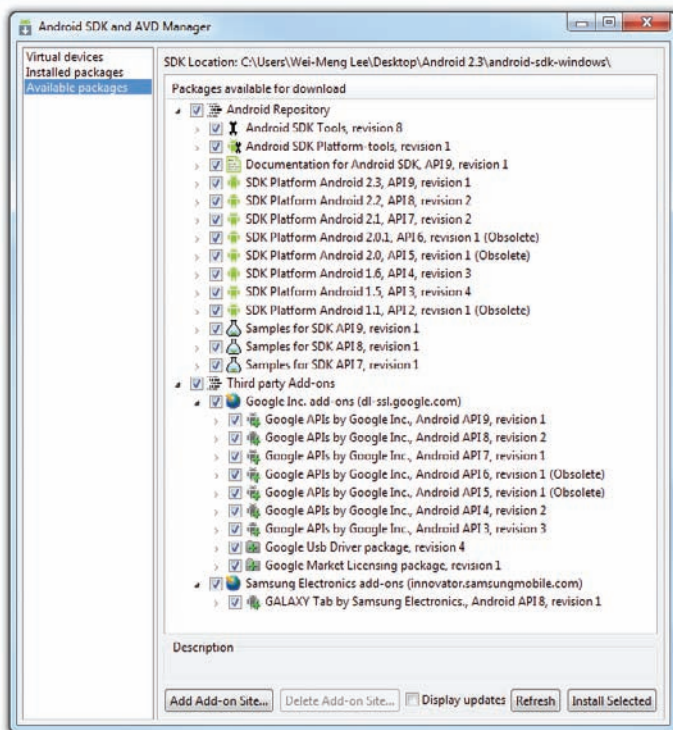 Android SDK and AVD Manager
Virtual devices
Installed packages
Available packages
SDK Location: C:\Users\Wei-Meng Lee\Desktop\Android 2.3\android-sdk-windows\
Packages available for download
Android Repository
Android SDK Tools, revision 8
Android SDK Platform-tools, revision 1
Documentation for Android SDK, API 9, revision 1
SDK Platform Android 2.3, API 9, revision 1
SDK Platform Android 2.2, API 8, revision 2
SDK Platform Android 2.1, API 7, revision 2
SDK Platform Android 2.0.1, API 6, revision 1 (Obsolete)
SDK Platform Android 2.0, API 5, revision 1 (Obsolete)
SDK Platform Android 1.6, API 4, revision 3
SDK Platform Android 1.5, API 3, revision 4
SDK Platform Android 1.1, API 2, revision 1 (Obsolete)
Samples for SDK API 9, revision 1
Samples for SDK API 8, revision 1
Samples for SDK API 7, revision 1
Third party Add-ons
Google Inc. add-ons (dl-ssl.google.com)
Google APIs by Google Inc., Android API 9, revision 1
Google APIs by Google Inc., Android API 8, revision 2
Google APIs by Google Inc., Android API 7, revision 1
Google APIs by Google Inc., Android API 6, revision 1 (Obsolete)
Google APIs by Google Inc., Android API 5, revision 1 (Obsolete)
Google APIs by Google Inc., Android API 4, revision 2
Google APIs by Google Inc., Android API 3, revision 3
Google Usb Driver package, revision 4
Google Market Licensing package, revision 1
Samsung Electronics add-ons (innovator.samsungmobile.com)
GALAXY Tab by Samsung Electronics., Android API 8, revision 1
Description
Add Add-on Site... Delete Add-on Site... Display updates Refresh Install Selected